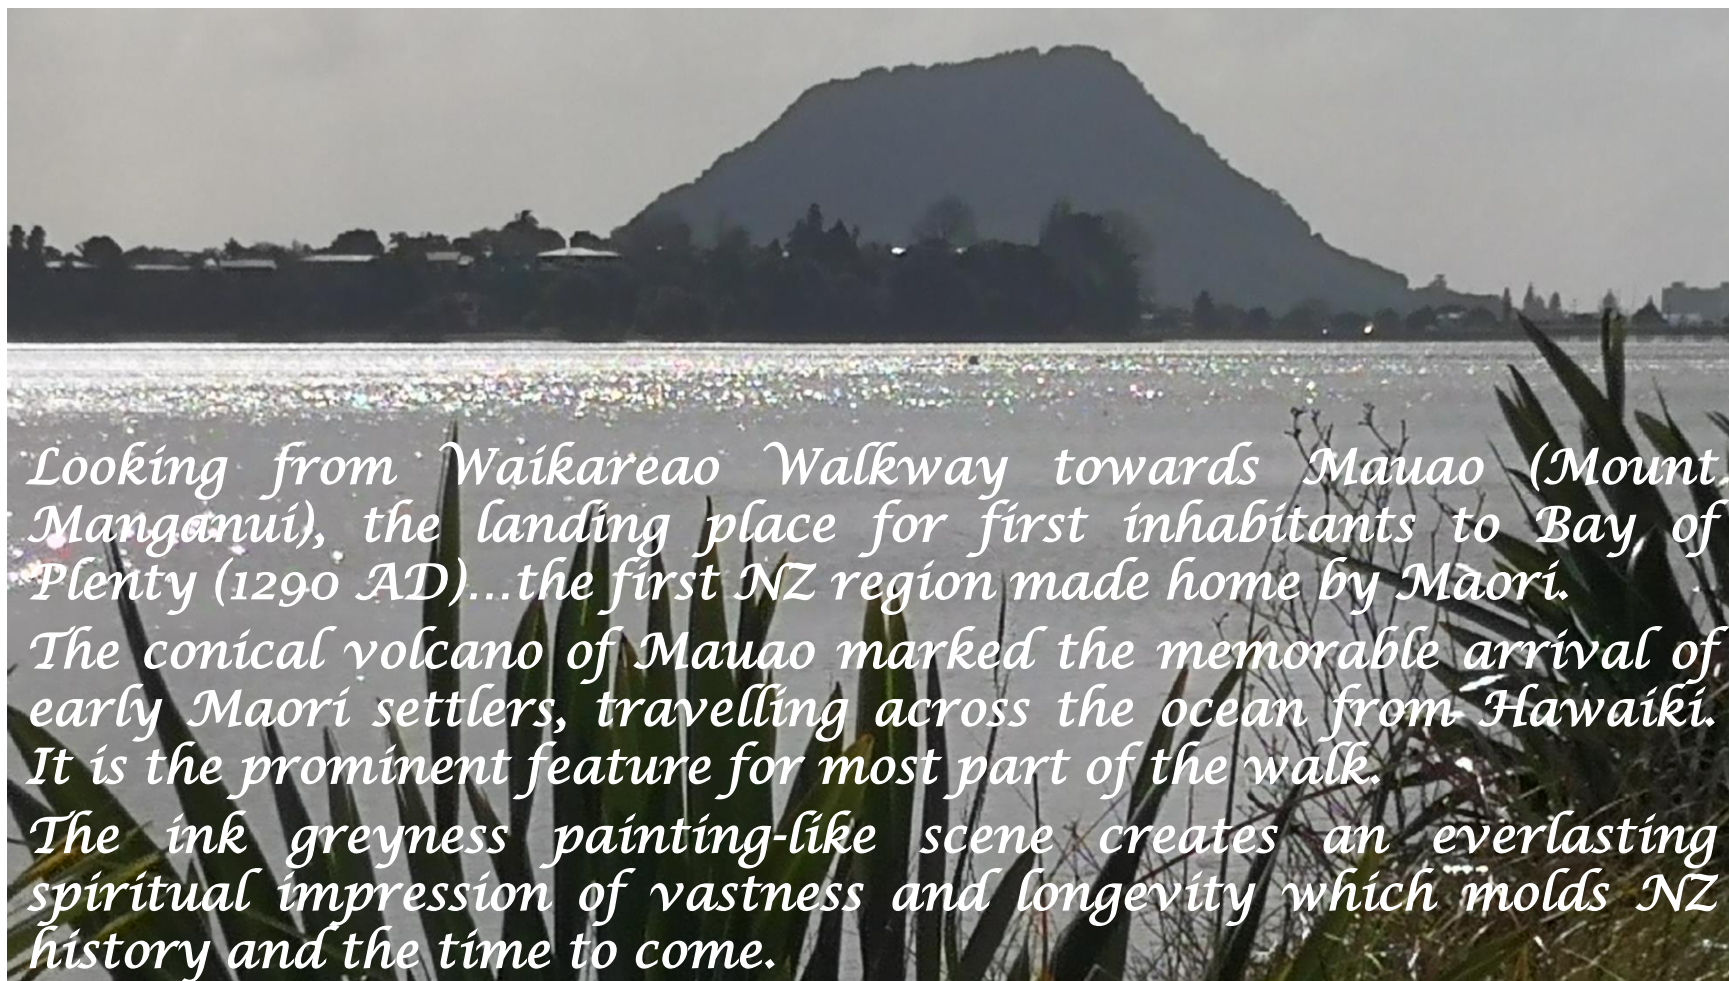 Looking from Waikareao Walkway towards Mauao (Mount
Manganui), the landing place for first inhabitants to Bay of
Plenty (1290 AD)...the first NZ region made home by Maori.
The conical volcano of Mauao marked the memorable arrival of
early Maori settlers, travelling across the ocean from Hawaiki.
It is the prominent feature for most part of the walk.
The ink greyness painting-like scene creates an everlasting
spiritual impression of vastness and longevity which molds NZ
history and the time to come.